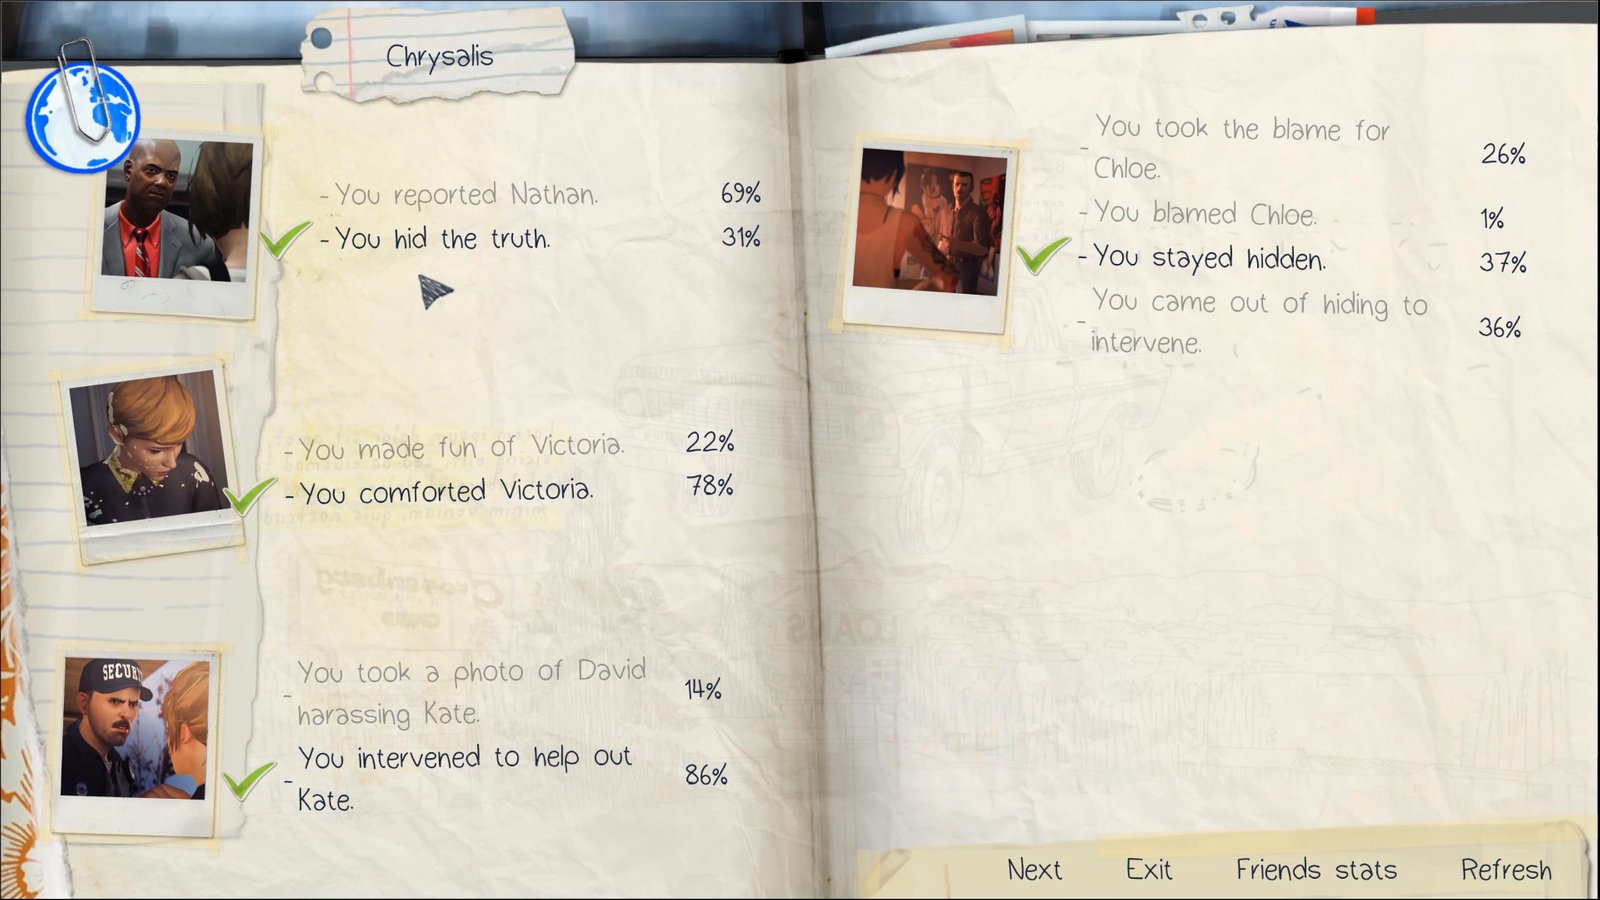 Chrysalis
-You reported Nathan. 69%
-You hid the truth. 31%
-You made fun of Victoria. 22%
-You comforted Victoria. 78%
SECURI
-You took a photo of David
harassing Kate. 14%
-You intervened to help out
Kate. 86%
-You took the blame for
Chloe. 26%
-You blamed Chloe. 1%
-You stayed hidden. 37%
-You came out of hiding to
intervene. 36%
Next Exit Friends stats Refresh